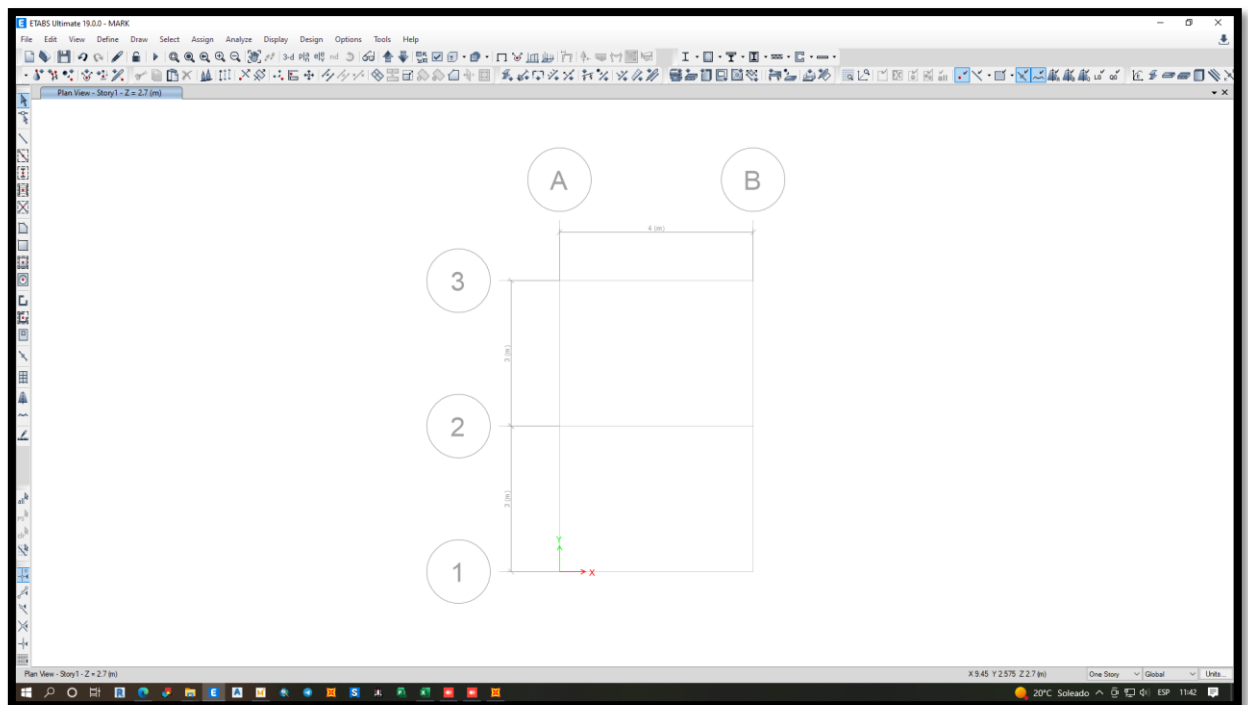 ETABS Ultimate 19.0.0 - MARK
File Edit View Define Draw Select Assign Analyze Display Design Options Tools Help
Plan View - Story1 - Z = 2.7 (m)
A B
4 (m)
3
3 (m)
2
3 (m)
Y
1
X
Plan View - Story1 - Z = 2.7 (m)
X 9.45 Y 2.575 Z 2.7 (m)
One Story Global Units...
20°C Soleado ESP 11:42